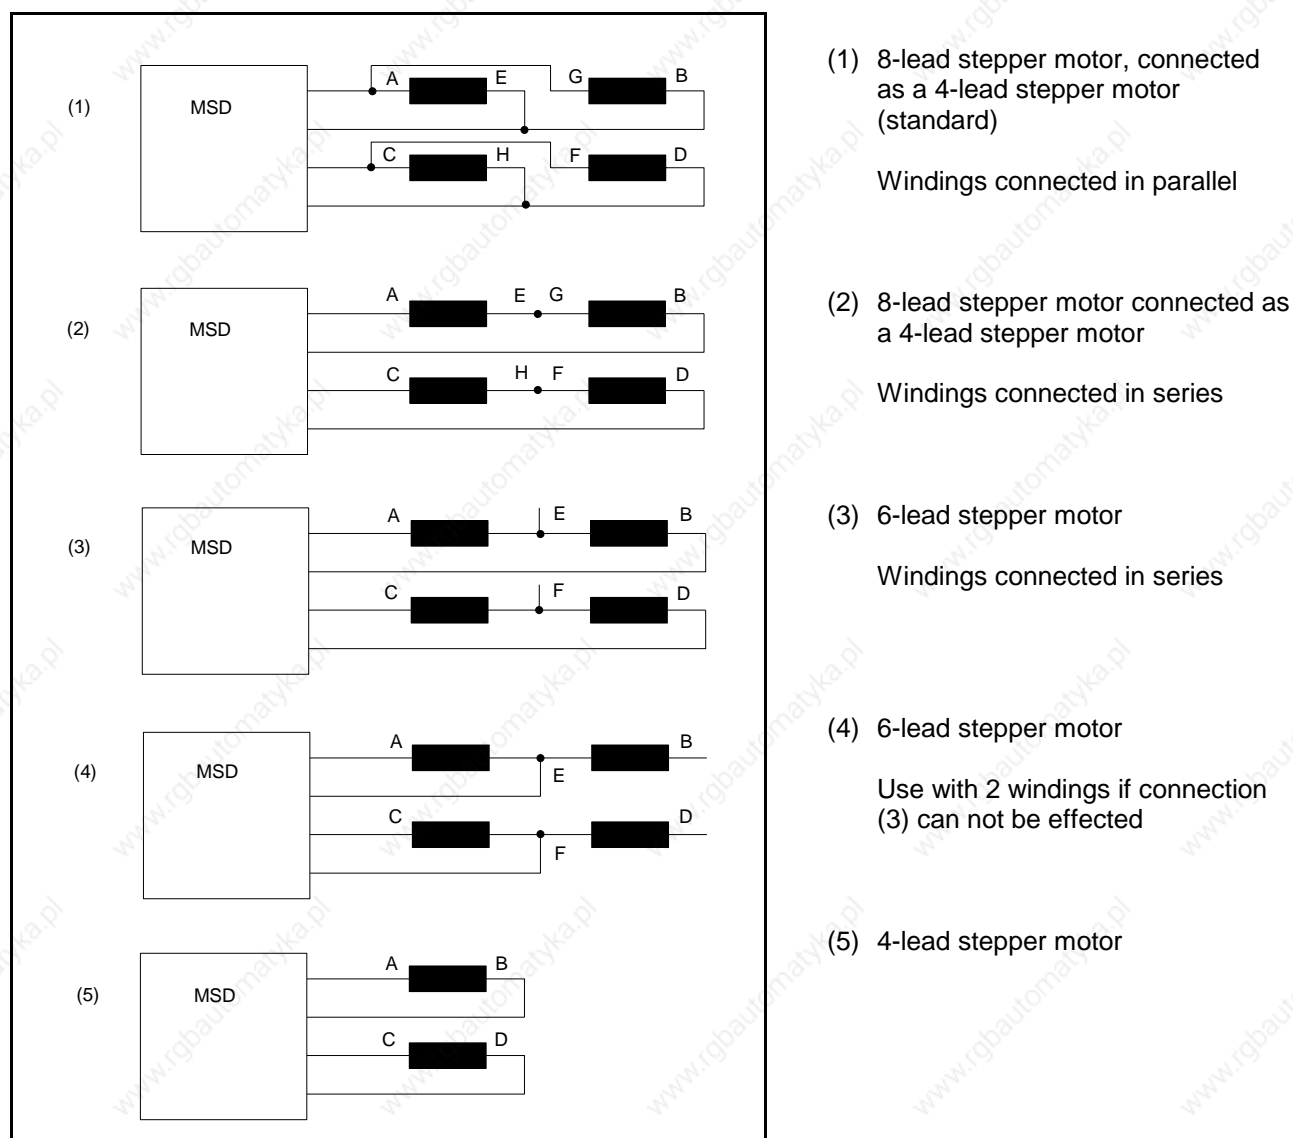 (1) MSD A E G B
C H F D
(1) 8-lead stepper motor, connected
as a 4-lead stepper motor
(standard)
Windings connected in parallel
(2) MSD A E G B
C H F D
(2) 8-lead stepper motor connected as
a 4-lead stepper motor
Windings connected in series
(3) MSD A E B
C F D
(3) 6-lead stepper motor
Windings connected in series
(4) MSD A B
E
C D
F
(4) 6-lead stepper motor
Use with 2 windings if connection
(3) can not be effected
(5) MSD A B
C D
(5) 4-lead stepper motor
www.rgbautomatyka.pl